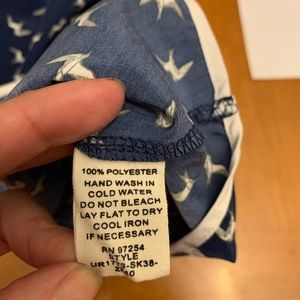 100% POLYESTER
HAND WASH IN
COLD WATER
DO NOT BLEACH
LAY FLAT TO DRY
COOL IRON
IF NECESSARY
RN 97254
STYLE